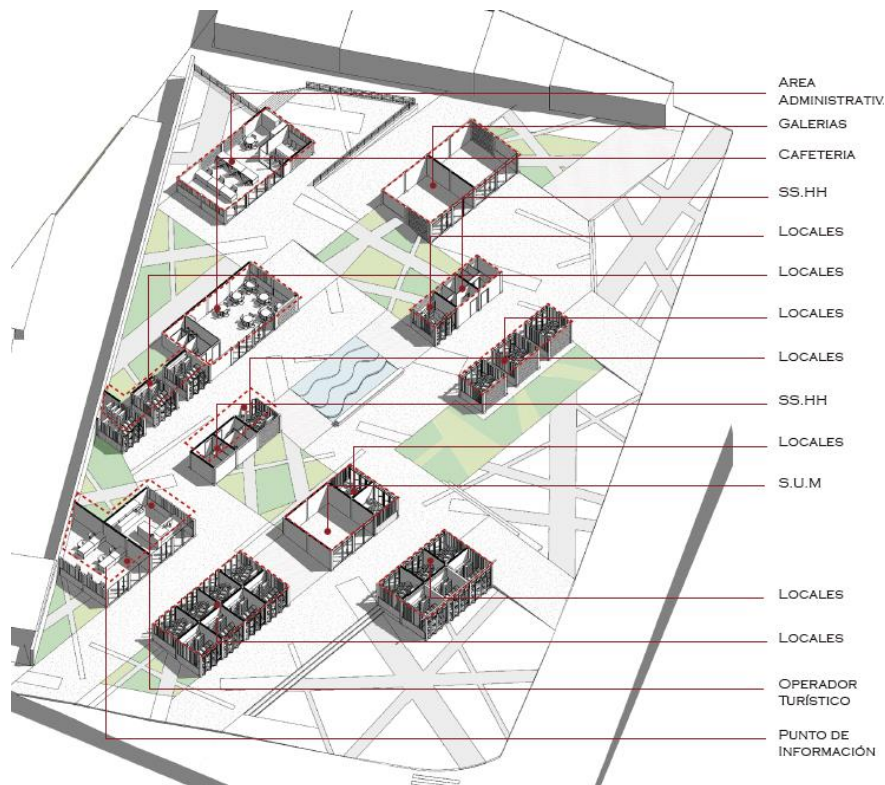 AREA
ADMINISTRATIV
GALERIAS
CAFETERIA
SS.HH
LOCALES
LOCALES
LOCALES
LOCALES
SS.HH
LOCALES
S.U.M
LOCALES
LOCALES
OPERADOR
TURÍSTICO
PUNTO DE
INFORMACIÓN